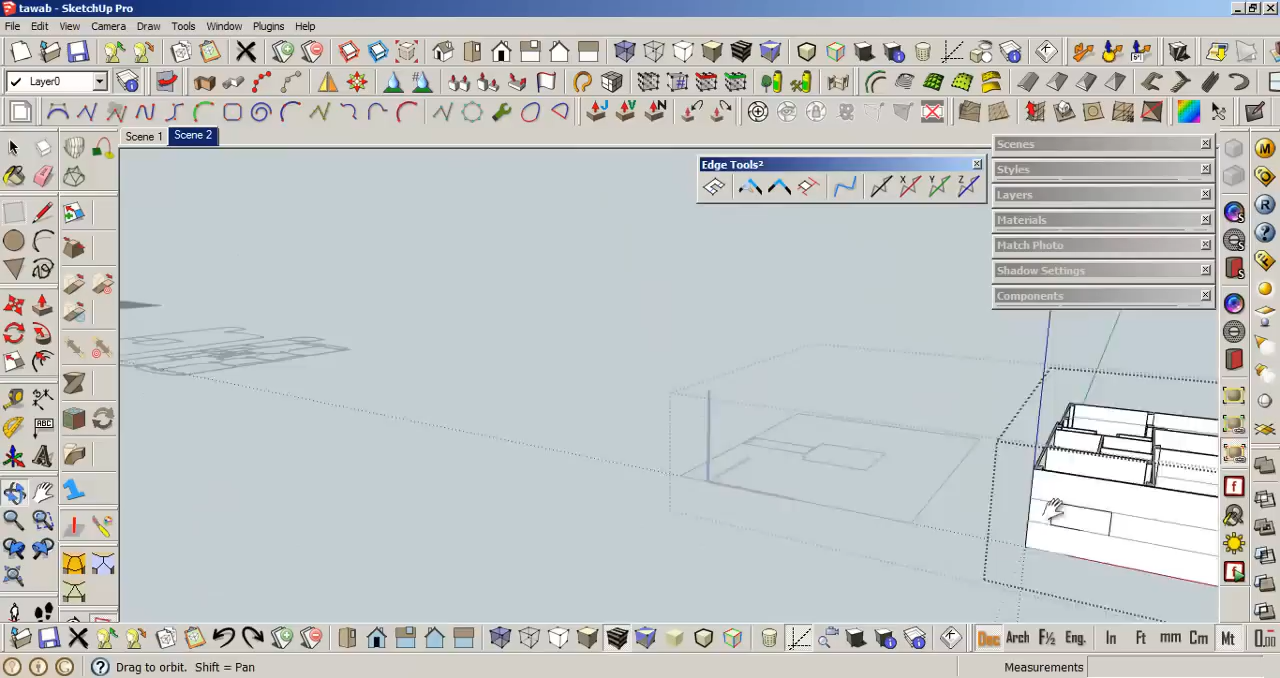 tawab - SketchUp Pro
File Edit View Camera Draw Tools Window Plugins Help
Layer0
Scene 1 Scene 2
Edge Tools²
X Y Z
Scenes
Styles
Layers
Materials
Match Photo
Shadow Settings
Components
Dec Arch F½ Eng. In Ft mm Cm Mt
Drag to orbit. Shift = Pan
Measurements